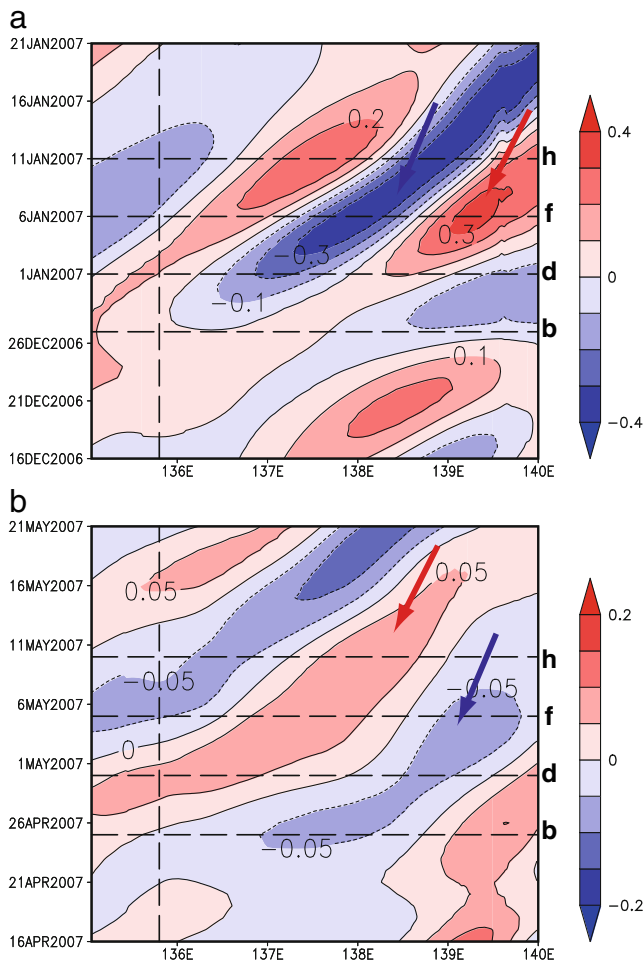 a
21JAN2007
16JAN2007
11JAN2007
6JAN2007
1JAN2007
26DEC2006
21DEC2006
16DEC2006
0.2
0.3
-0.3
-0.1
0.1
h
f
d
b
136E 137E 138E 139E 140E
0.4
0
-0.4
b
21MAY2007
16MAY2007
11MAY2007
6MAY2007
1MAY2007
26APR2007
21APR2007
16APR2007
0.05
0.05
-0.05
-0.05
0
-0.05
h
f
d
b
136E 137E 138E 139E 140E
0.2
0
-0.2